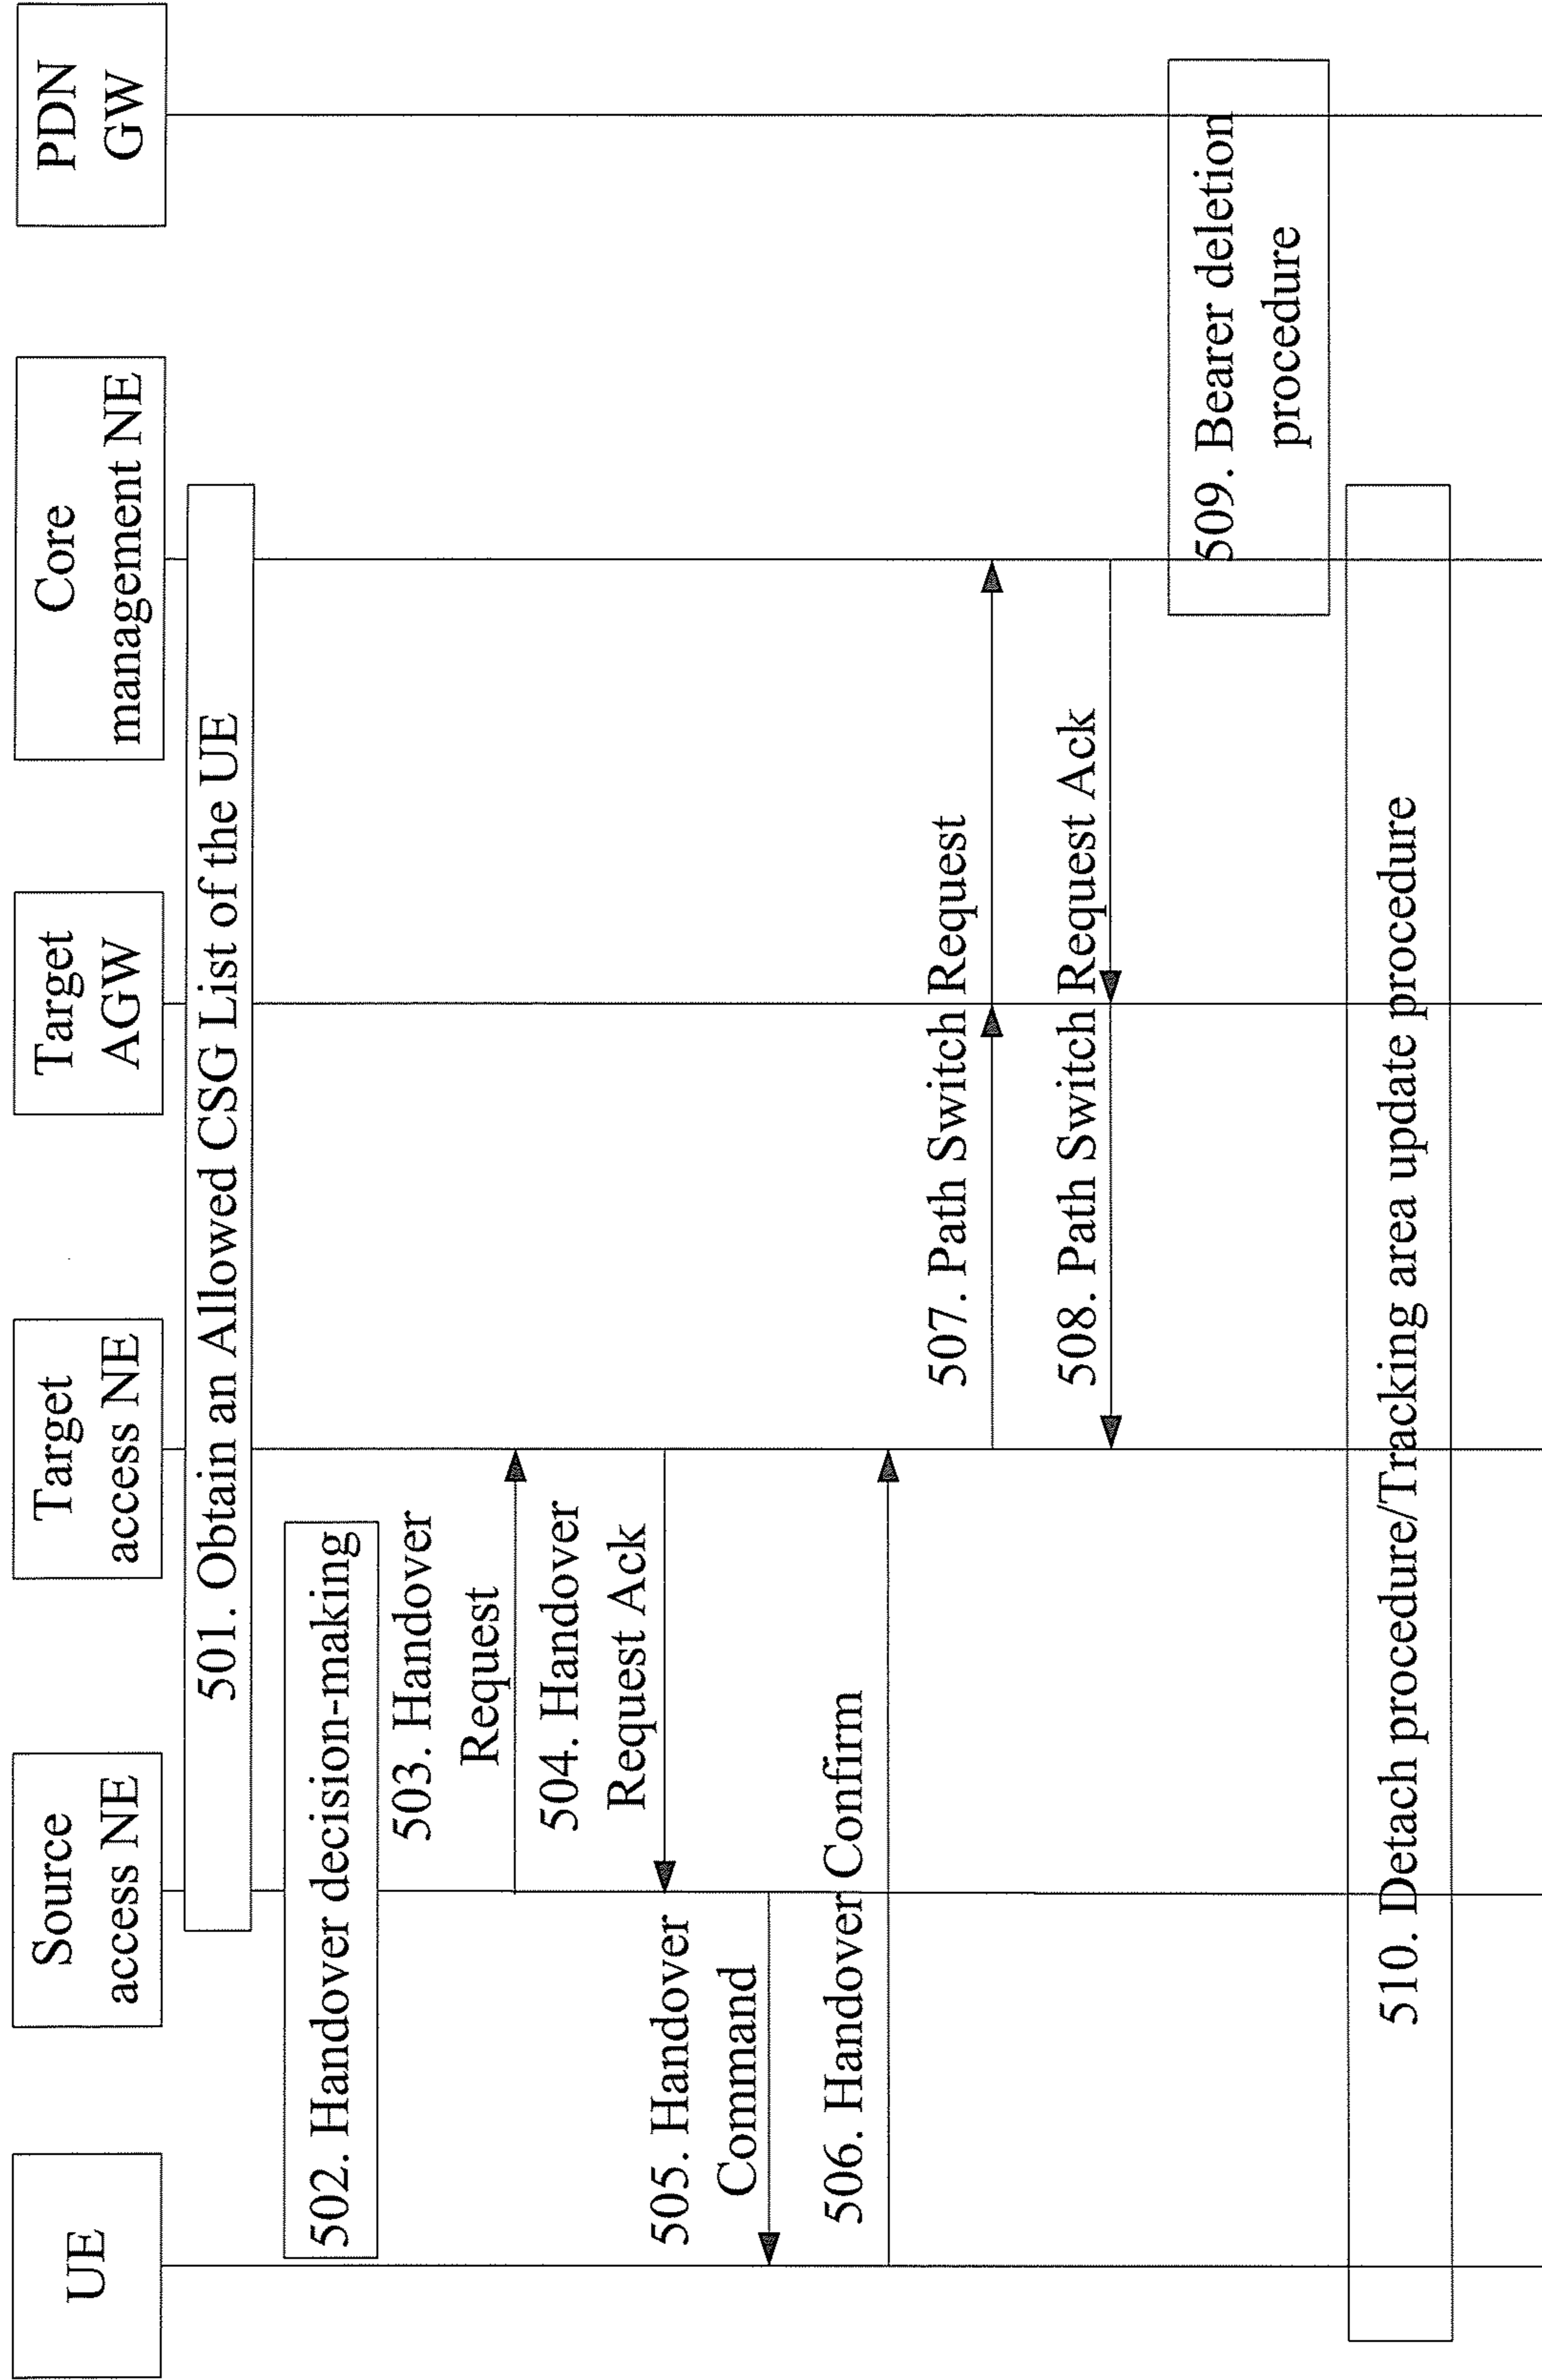 UE
Source
access NE
Target
access NE
Target
AGW
Core
management NE
PDN
GW
501. Obtain an Allowed CSG List of the UE
502. Handover decision-making
503. Handover
Request
504. Handover
Request Ack
505. Handover
Command
506. Handover Confirm
507. Path Switch Request
508. Path Switch Request Ack
509. Bearer deletion
procedure
510. Detach procedure/Tracking area update procedure